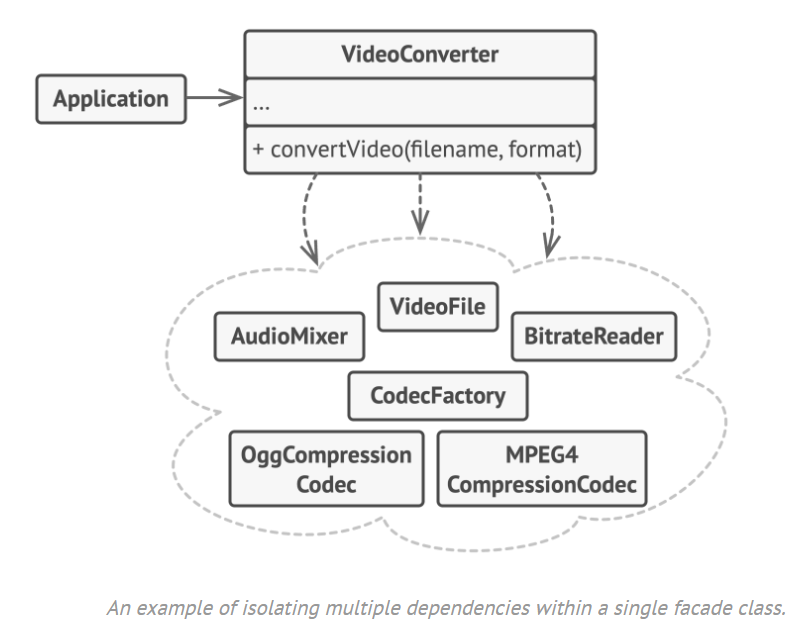 VideoConverter
Application
...
+ convertVideo(filename, format)
VideoFile
AudioMixer
BitrateReader
CodecFactory
OggCompression
Codec
MPEG4
CompressionCodec
An example of isolating multiple dependencies within a single facade class.